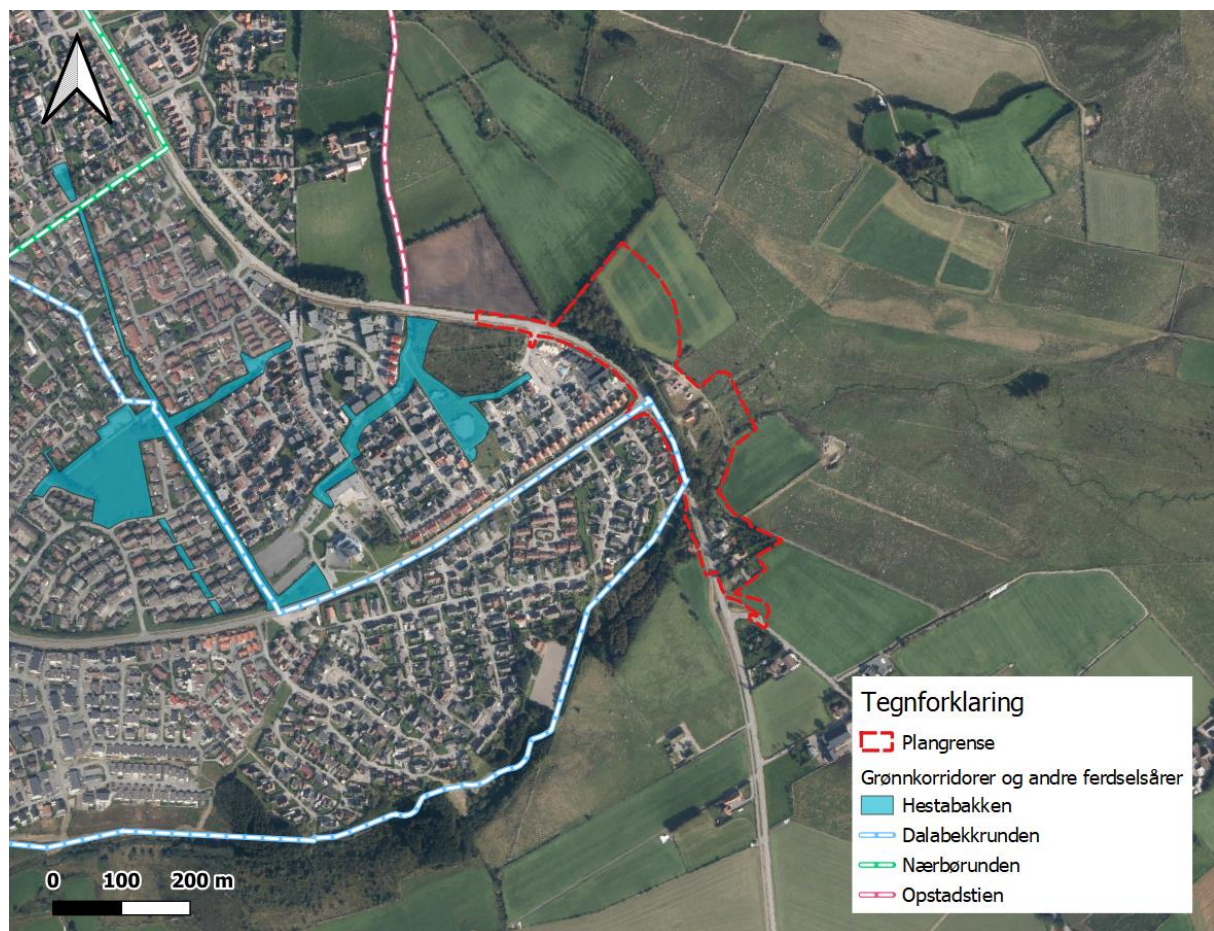 Tegnforklaring
Plangrense
Grønnkorridorer og andre ferdselsårer
Hestabakken
Dalabekkrunden
Nærbørunden
Opstadstien
0 100 200 m